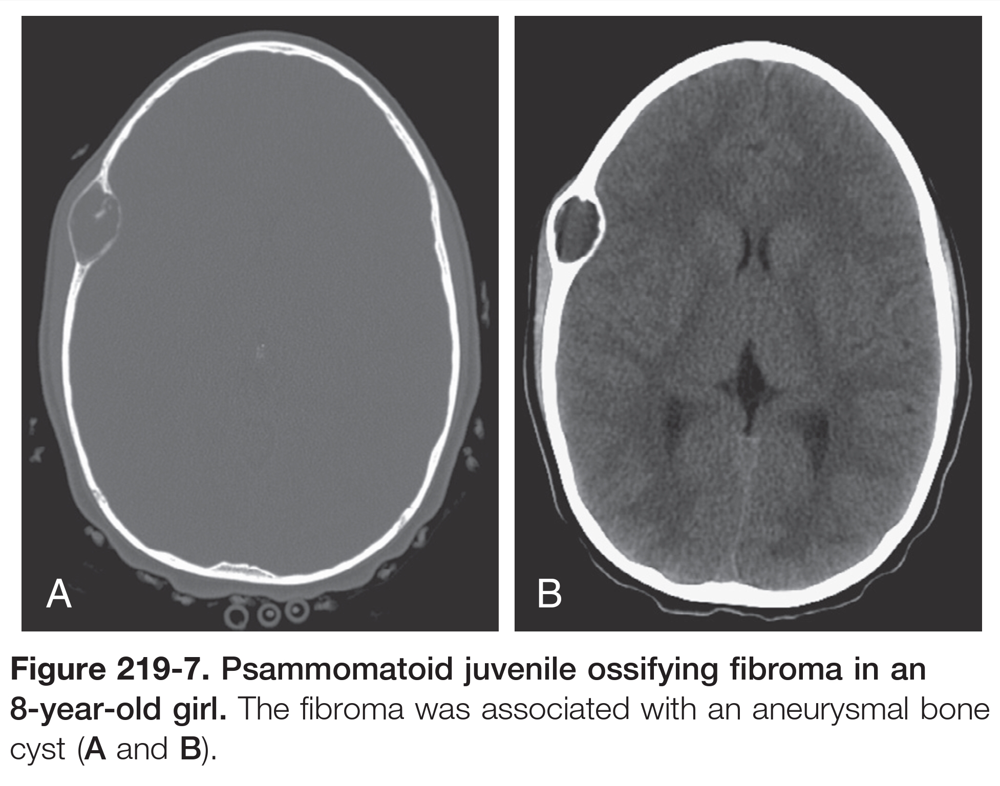 A
B
Figure 219-7. Psammomatoid juvenile ossifying fibroma in an
8-year-old girl. The fibroma was associated with an aneurysmal bone
cyst (A and B).